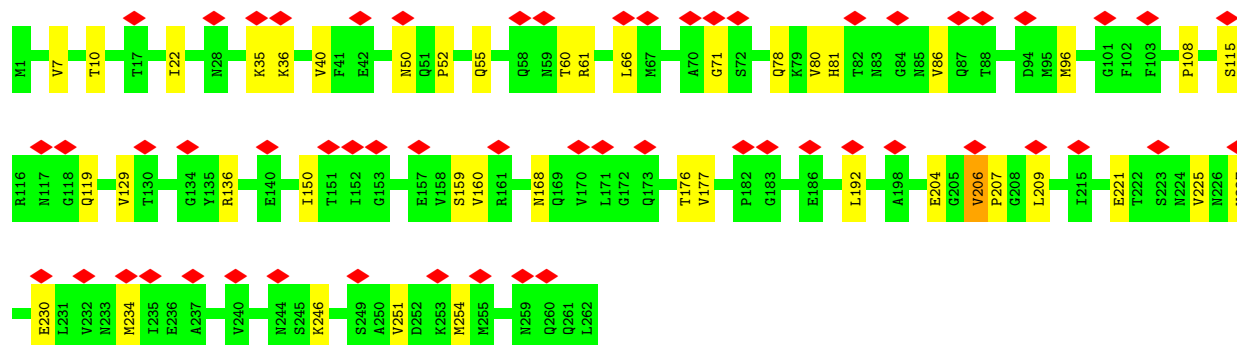 M1 V7 T10 T17 I22 N28 K35 K36 V40 F41 E42 N50 Q51 P52 Q55 Q58 N59 T60 R61 L66 M67 A70 G71 S72 Q78 K79 V80 H81 T82 N83 G84 N85 V86 Q87 T88 D94 M95 M96 G101 F102 F103 P108 S115
R116 N117 G118 Q119 V129 T130 G134 Y135 R136 E140 I150 T151 I152 G153 E157 V158 S159 V160 R161 N168 Q169 V170 L171 G172 Q173 T176 V177 P182 G183 E186 L192 A198 E204 G205 V206 P207 G208 L209 I215 E221 T222 S223 N224 V225 N226
E230 L231 V232 N233 M234 I235 E236 A237 V240 N244 S245 K246 S249 A250 V251 D252 K253 M254 M255 N259 Q260 Q261 L262